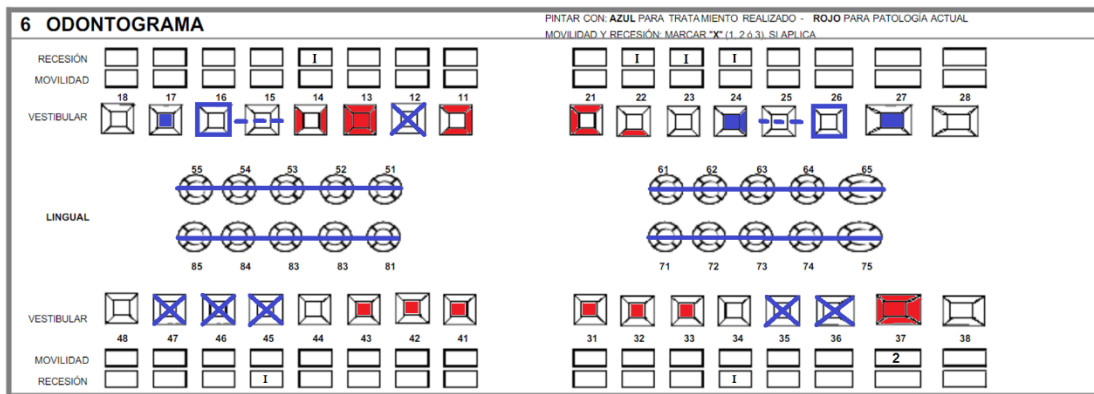 6 ODONTOGRAMA
PINTAR CON: AZUL PARA TRATAMIENTO REALIZADO - ROJO PARA PATOLOGÍA ACTUAL
MOVILIDAD Y RECESIÓN: MARCAR "X" (1, 2 ó 3), SI APLICA
RECESIÓN I I I I
MOVILIDAD
18 17 16 15 14 13 12 11 21 22 23 24 25 26 27 28
VESTIBULAR
55 54 53 52 51 61 62 63 64 65
LINGUAL
85 84 83 83 81 71 72 73 74 75
VESTIBULAR
48 47 46 45 44 43 42 41 31 32 33 34 35 36 37 38
MOVILIDAD 2
RECESIÓN I I